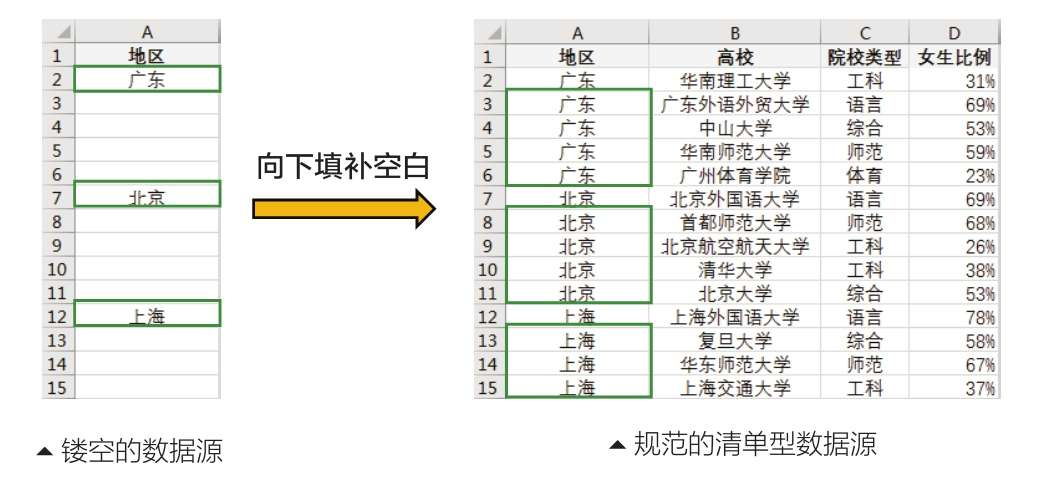 A
1 地区
2 广东
3
4
5
6
7 北京
8
9
10
11
12 上海
13
14
15
▲ 镂空的数据源
向下填补空白
A B C D
1 地区 高校 院校类型 女生比例
2 广东 华南理工大学 工科 31%
3 广东 广东外语外贸大学 语言 69%
4 广东 中山大学 综合 53%
5 广东 华南师范大学 师范 59%
6 广东 广州体育学院 体育 23%
7 北京 北京外国语大学 语言 69%
8 北京 首都师范大学 师范 68%
9 北京 北京航空航天大学 工科 26%
10 北京 清华大学 工科 38%
11 北京 北京大学 综合 53%
12 上海 上海外国语大学 语言 78%
13 上海 复旦大学 综合 58%
14 上海 华东师范大学 师范 67%
15 上海 上海交通大学 工科 37%
▲ 规范的清单型数据源